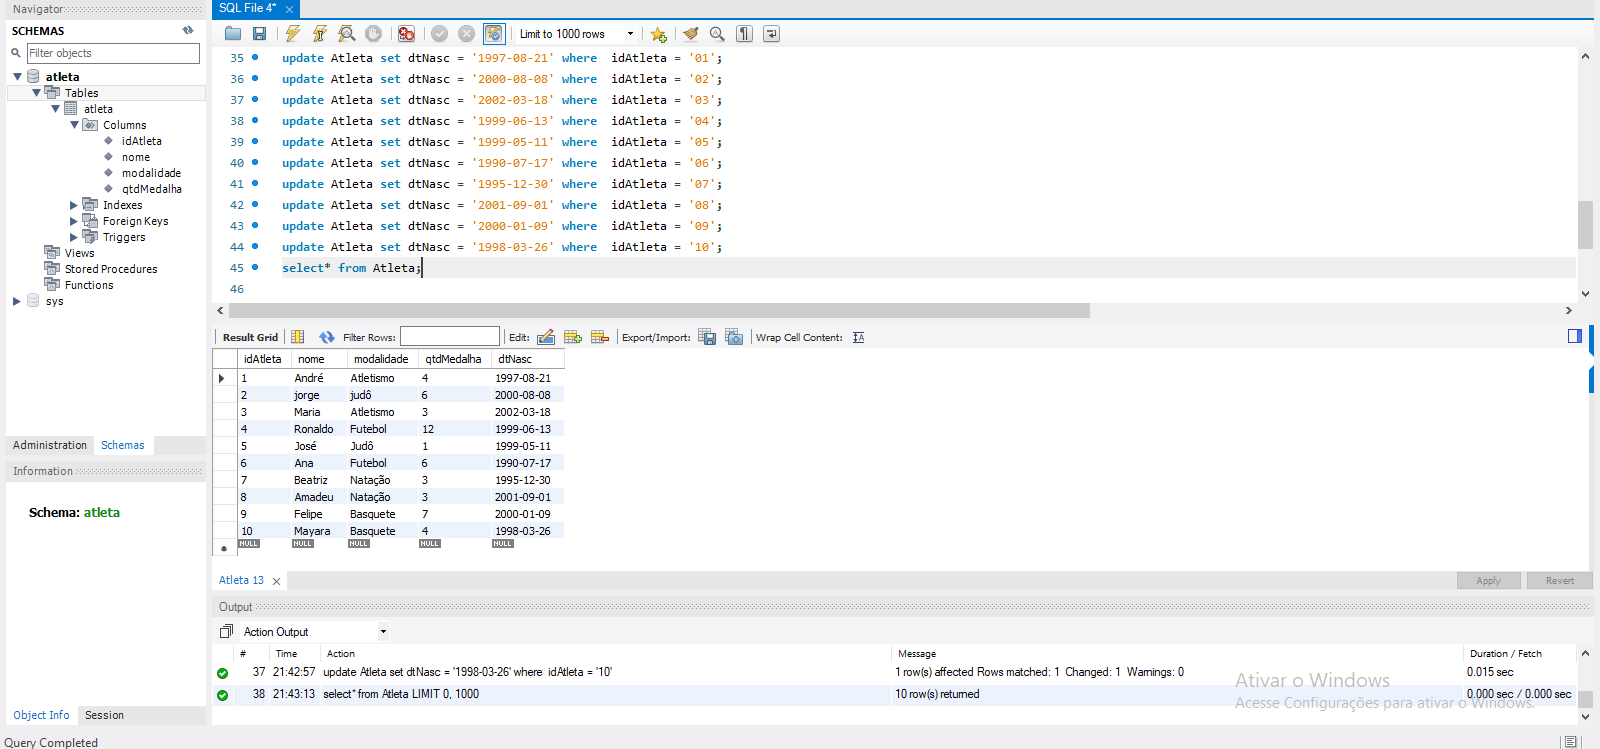 Navigator
SCHEMAS
Filter objects
atleta
Tables
atleta
Columns
idAtleta
nome
modalidade
qtdMedalha
Indexes
Foreign Keys
Triggers
Views
Stored Procedures
Functions
sys
Administration Schemas
Information
Schema: atleta
Object Info Session
Query Completed
SQL File 4*
Limit to 1000 rows
35 update Atleta set dtNasc = '1997-08-21' where idAtleta = '01';
36 update Atleta set dtNasc = '2000-08-08' where idAtleta = '02';
37 update Atleta set dtNasc = '2002-03-18' where idAtleta = '03';
38 update Atleta set dtNasc = '1999-06-13' where idAtleta = '04';
39 update Atleta set dtNasc = '1999-05-11' where idAtleta = '05';
40 update Atleta set dtNasc = '1990-07-17' where idAtleta = '06';
41 update Atleta set dtNasc = '1995-12-30' where idAtleta = '07';
42 update Atleta set dtNasc = '2001-09-01' where idAtleta = '08';
43 update Atleta set dtNasc = '2000-01-09' where idAtleta = '09';
44 update Atleta set dtNasc = '1998-03-26' where idAtleta = '10';
45 select* from Atleta;
46
Result Grid Filter Rows: Edit: Export/Import: Wrap Cell Content:
idAtleta nome modalidade qtdMedalha dtNasc
1 André Atletismo 4 1997-08-21
2 jorge judô 6 2000-08-08
3 Maria Atletismo 3 2002-03-18
4 Ronaldo Futebol 12 1999-06-13
5 José Judô 1 1999-05-11
6 Ana Futebol 6 1990-07-17
7 Beatriz Natação 3 1995-12-30
8 Amadeu Natação 3 2001-09-01
9 Felipe Basquete 7 2000-01-09
10 Mayara Basquete 4 1998-03-26
NULL NULL NULL NULL NULL
Atleta 13 Apply Revert
Output
Action Output
# Time Action Message Duration / Fetch
37 21:42:57 update Atleta set dtNasc = '1998-03-26' where idAtleta = '10' 1 row(s) affected Rows matched: 1 Changed: 1 Warnings: 0 0.015 sec
38 21:43:13 select* from Atleta LIMIT 0, 1000 10 row(s) returned 0.000 sec / 0.000 sec
Ativar o Windows
Acesse Configurações para ativar o Windows.